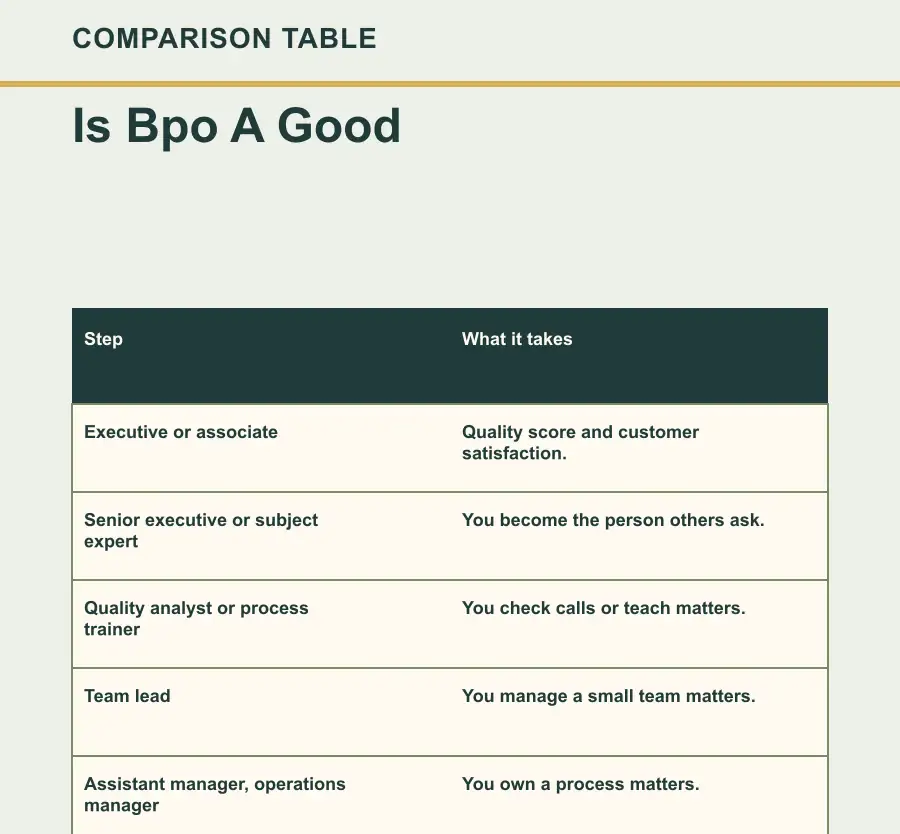 COMPARISON TABLE
Is Bpo A Good
Step
What it takes
Executive or associate
Quality score and customer
satisfaction.
Senior executive or subject
expert
You become the person others ask.
Quality analyst or process
trainer
You check calls or teach matters.
Team lead
You manage a small team matters.
Assistant manager, operations
manager
You own a process matters.